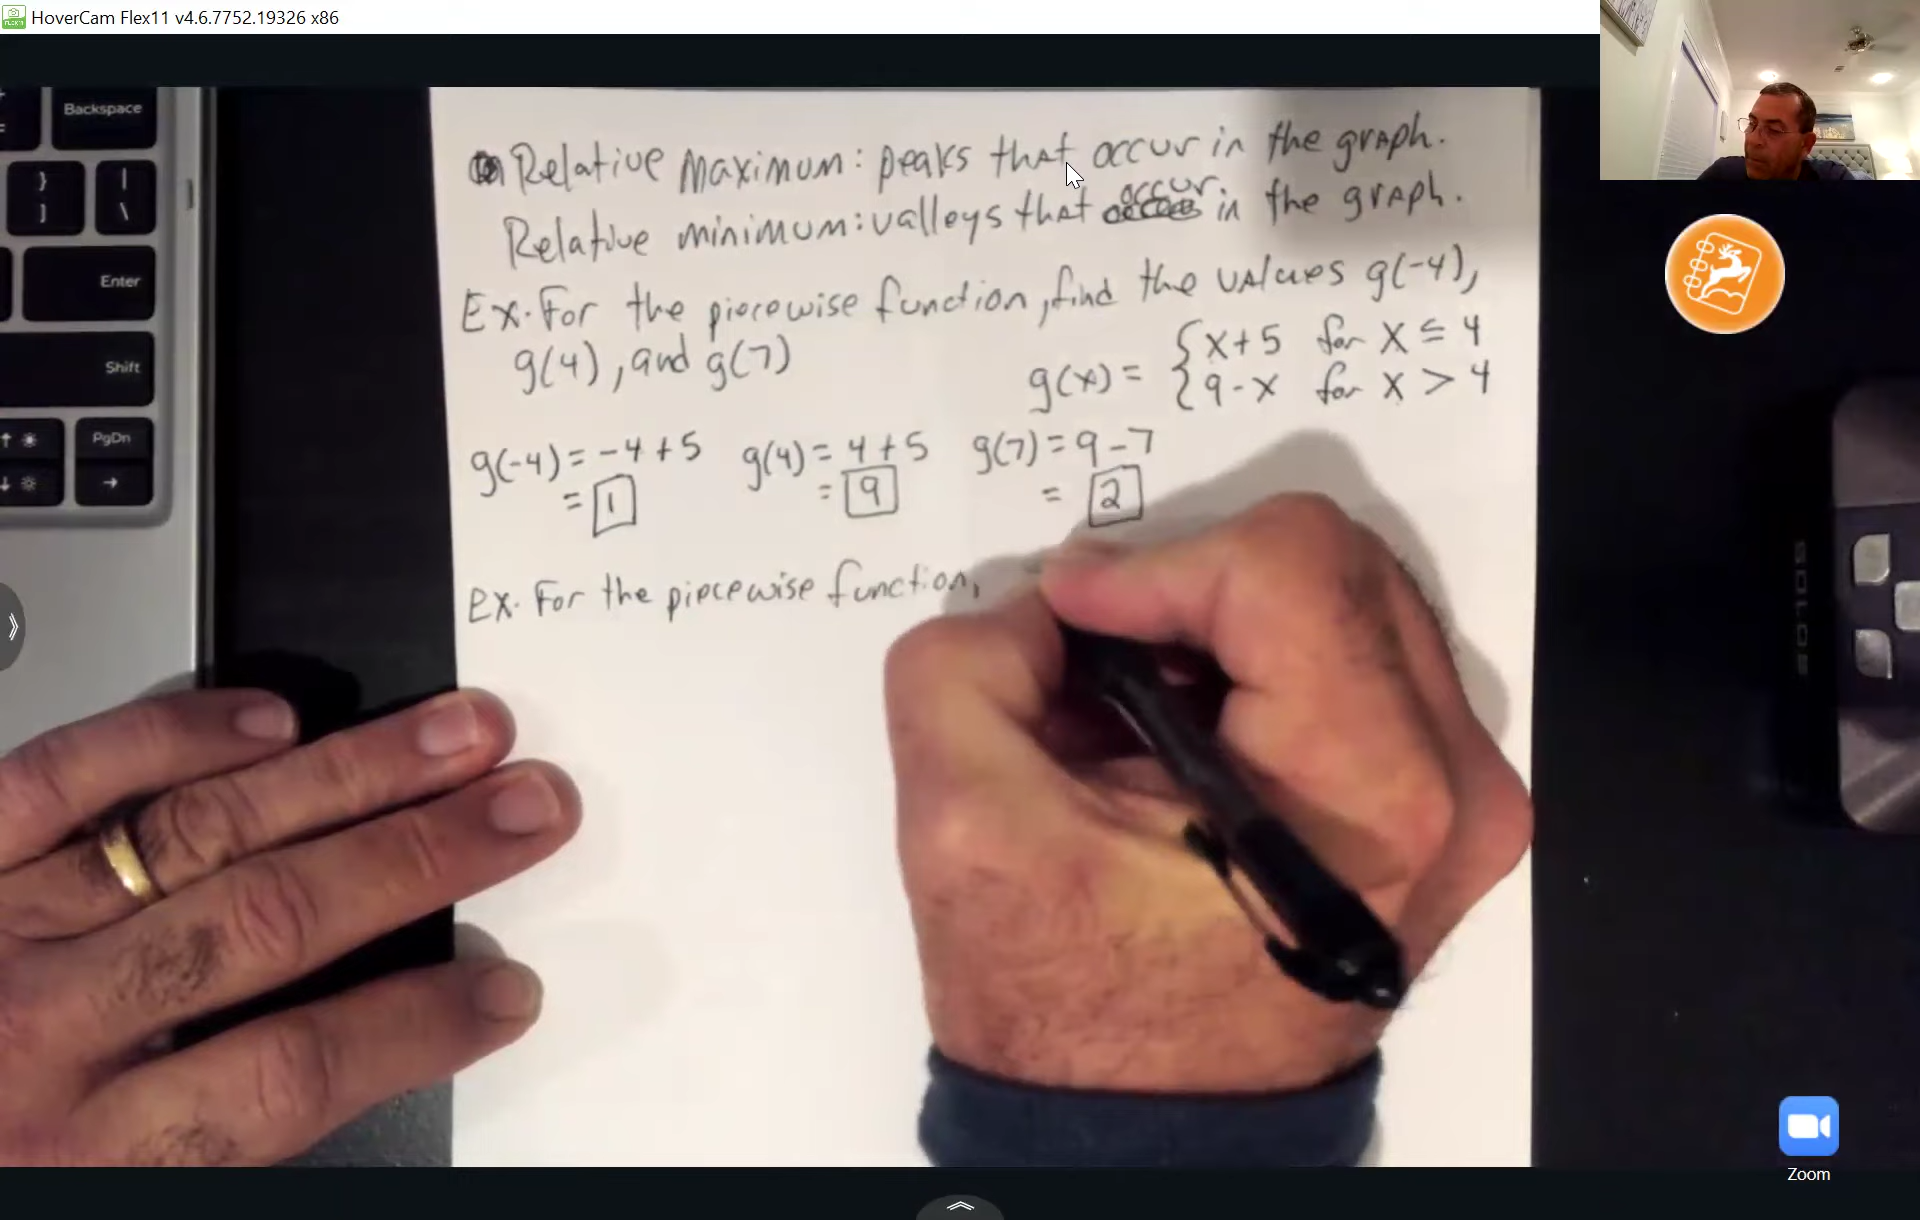 HoverCam Flex11 v4.6.7752.19326 x86
Backspace
}
]
|
\
Enter
Shift
PgDn
Relative Maximum: peaks that occur in the graph.
Relative minimum: valleys that occur in the graph.
Ex. For the piecewise function, find the values g(-4),
g(4), and g(7)
g(x) = { x+5 for x ≤ 4
9-x for x > 4
g(-4) = -4+5 g(4) = 4+5 g(7) = 9-7
= 1 = 9 = 2
Ex. For the piecewise function,
SOLO
Zoom